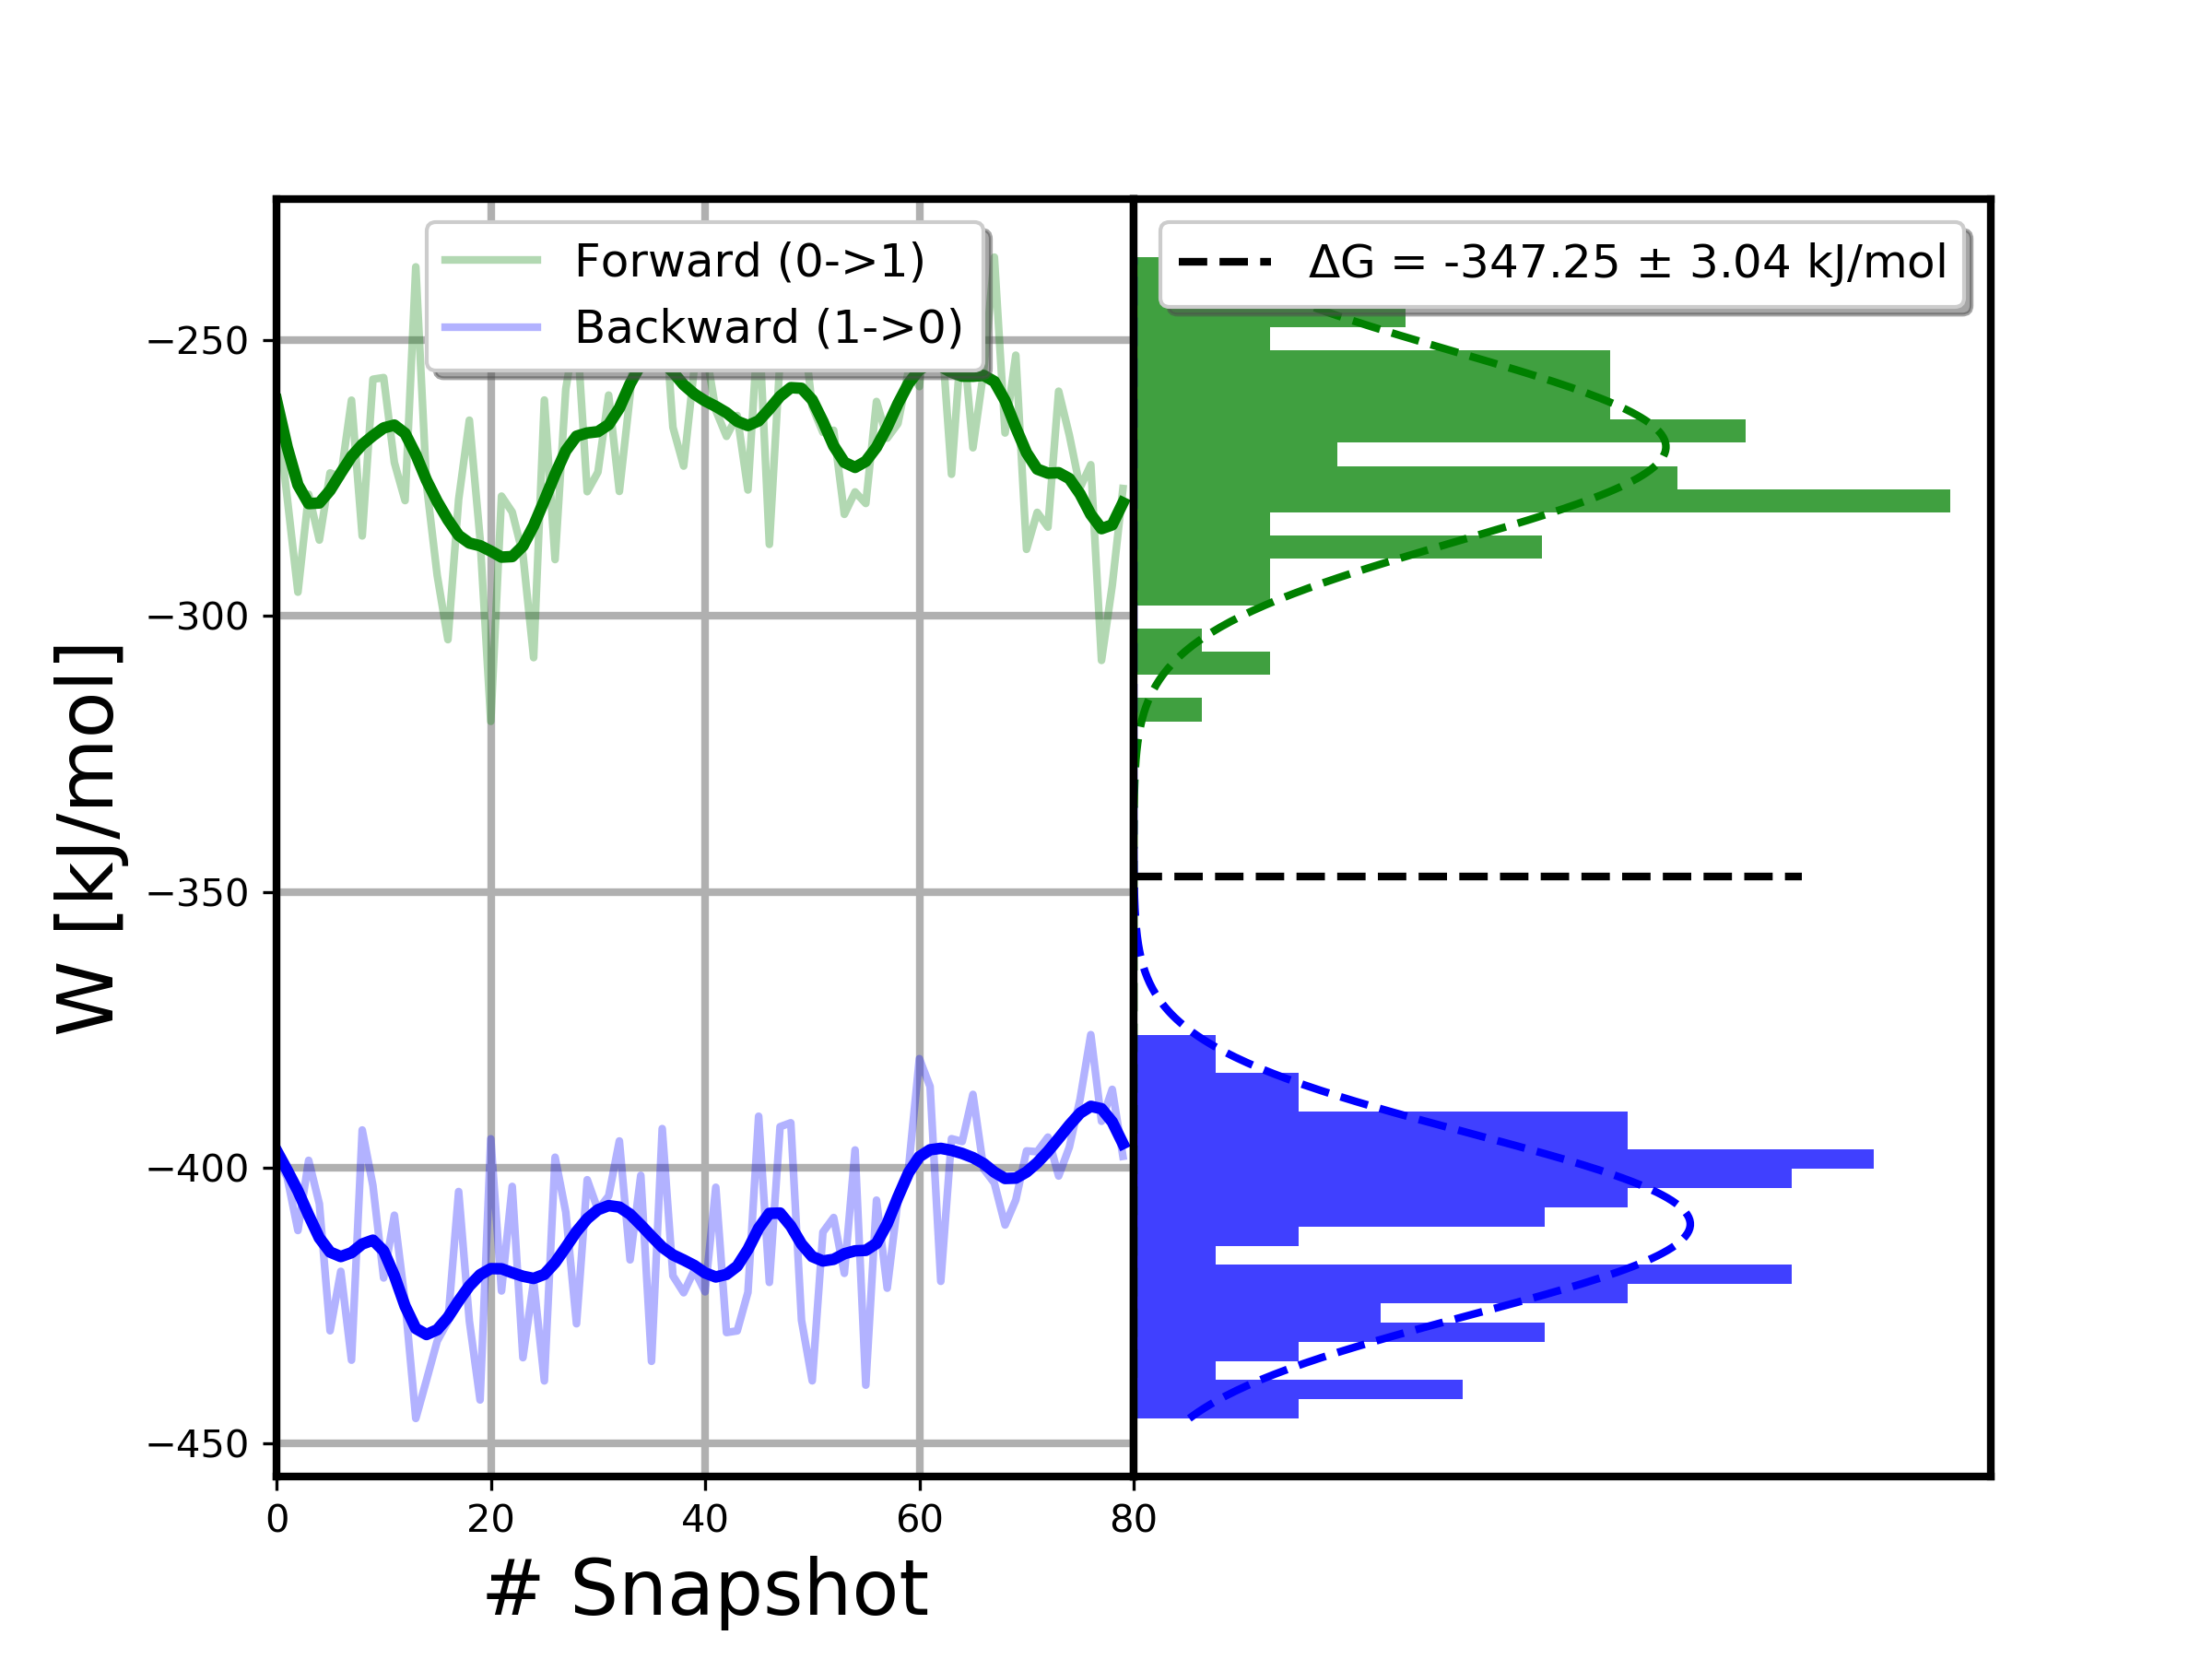 Forward (0->1)
Backward (1->0)
ΔG = -347.25 ± 3.04 kJ/mol
−250
−300
−350
−400
−450
W [kJ/mol]
0 20 40 60 80
# Snapshot